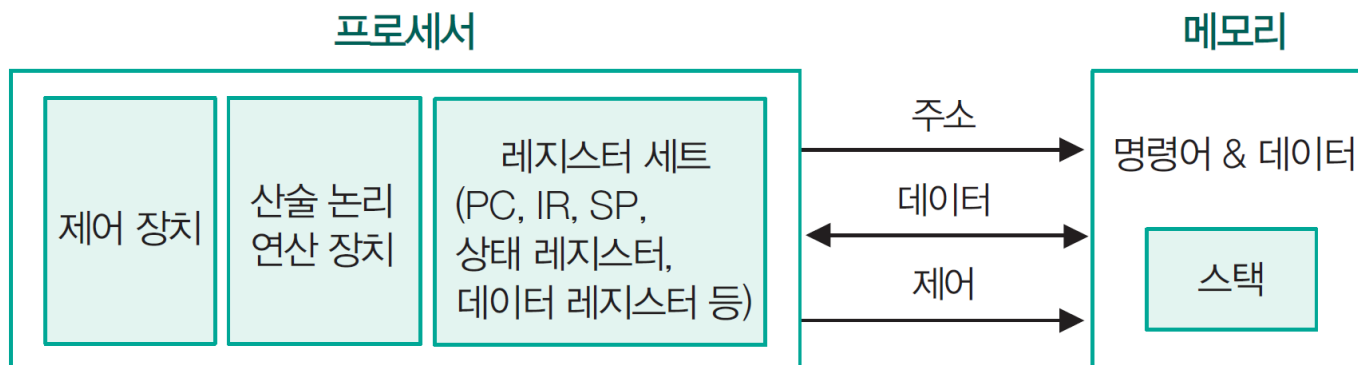 프로세서
메모리
제어 장치
산술 논리
연산 장치
레지스터 세트
(PC, IR, SP,
상태 레지스터,
데이터 레지스터 등)
주소
데이터
제어
명령어 & 데이터
스택